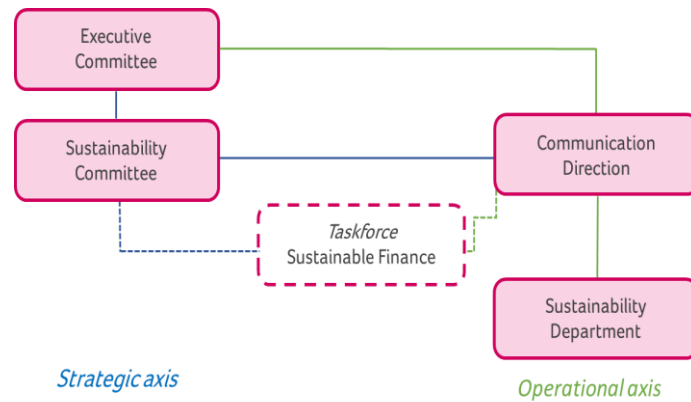 Executive
Committee
Sustainability
Committee
Communication
Direction
Taskforce
Sustainable Finance
Sustainability
Department
Strategic axis
Operational axis